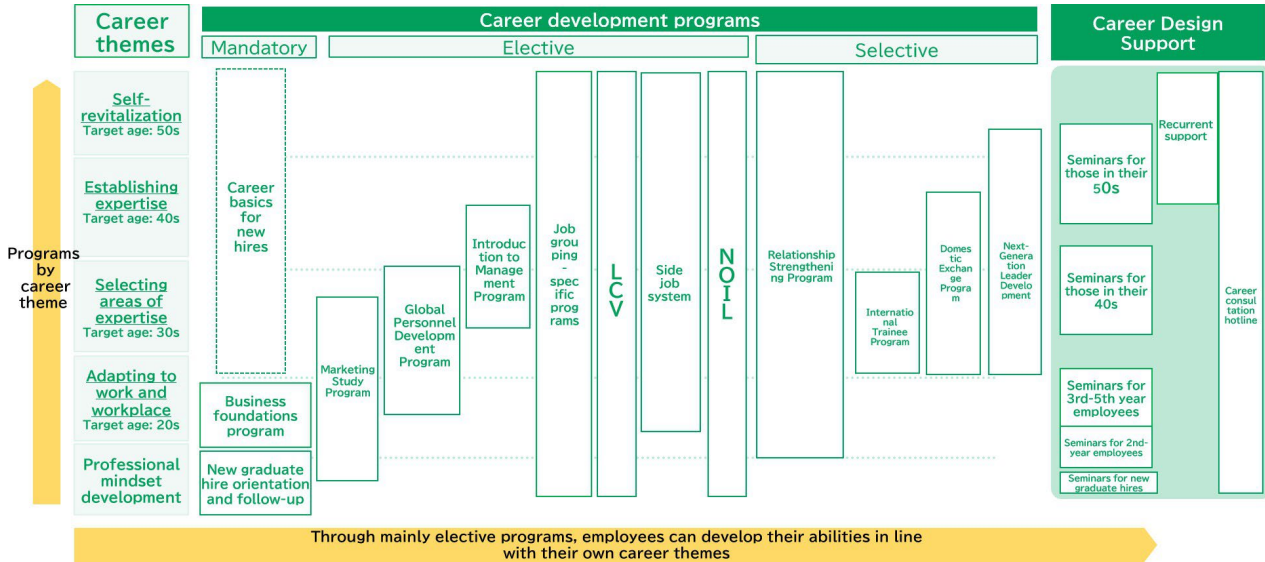 Career
themes
Career development programs
Mandatory
Elective
Selective
Career Design
Support
Programs
by
career
theme
Self-
revitalization
Target age: 50s
Establishing
expertise
Target age: 40s
Selecting
areas of
expertise
Target age: 30s
Adapting to
work and
workplace
Target age: 20s
Professional
mindset
development
Career
basics
for
new
hires
Business
foundations
program
New graduate
hire orientation
and follow-up
Marketing
Study
Program
Global
Personnel
Developm
ent
Program
Introduc
tion to
Manage
ment
Program
Job
grou
ping
-
spec
ific
prog
rams
L
C
V
Side
job
system
N
O
I
L
Relationship
Strengtheni
ng Program
Internatio
nal
Trainee
Program
Domes
tic
Exchan
ge
Progra
m
Next-
Genera
tion
Leader
Develo
pment
Seminars for
those in their
50s
Seminars for
those in their
40s
Seminars for
3rd-5th year
employees
Seminars for 2nd-
year employees
Seminars for new
graduate hires
Recurrent
support
Career
consul
tation
hotline
Through mainly elective programs, employees can develop their abilities in line
with their own career themes